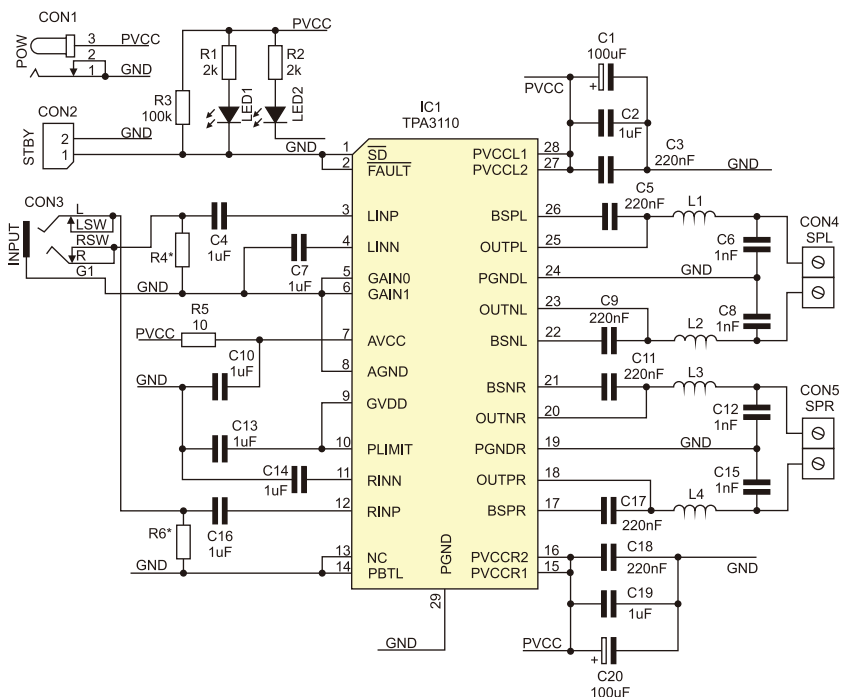 CON1
POW
3
PVCC
2
1
GND
CON2
STBY
2
GND
1
R3
100k
PVCC
R1
2k
R2
2k
LED1
LED2
GND
CON3
INPUT
L
LSW
RSW
R
G1
GND
R4*
C4
1uF
C7
1uF
R5
10
PVCC
C10
1uF
GND
C13
1uF
C14
1uF
R6*
C16
1uF
GND
IC1
TPA3110
1
SD
2
FAULT
3
LINP
4
LINN
5
GAIN0
6
GAIN1
7
AVCC
8
AGND
9
GVDD
10
PLIMIT
11
RINN
12
RINP
13
NC
14
PBTL
PGND
29
GND
PVCCL1
28
PVCCL2
27
BSPL
26
OUTPL
25
PGNDL
24
OUTNL
23
BSNL
22
BSNR
21
OUTNR
20
PGNDR
19
OUTPR
18
BSPR
17
PVCCR2
16
PVCCR1
15
C1
100uF
+
PVCC
C2
1uF
C3
220nF
GND
C5
220nF
L1
C6
1nF
GND
C8
1nF
C9
220nF
L2
CON4
SPL
C11
220nF
L3
C12
1nF
GND
C15
1nF
C17
220nF
L4
CON5
SPR
C18
220nF
GND
C19
1uF
PVCC
+
C20
100uF